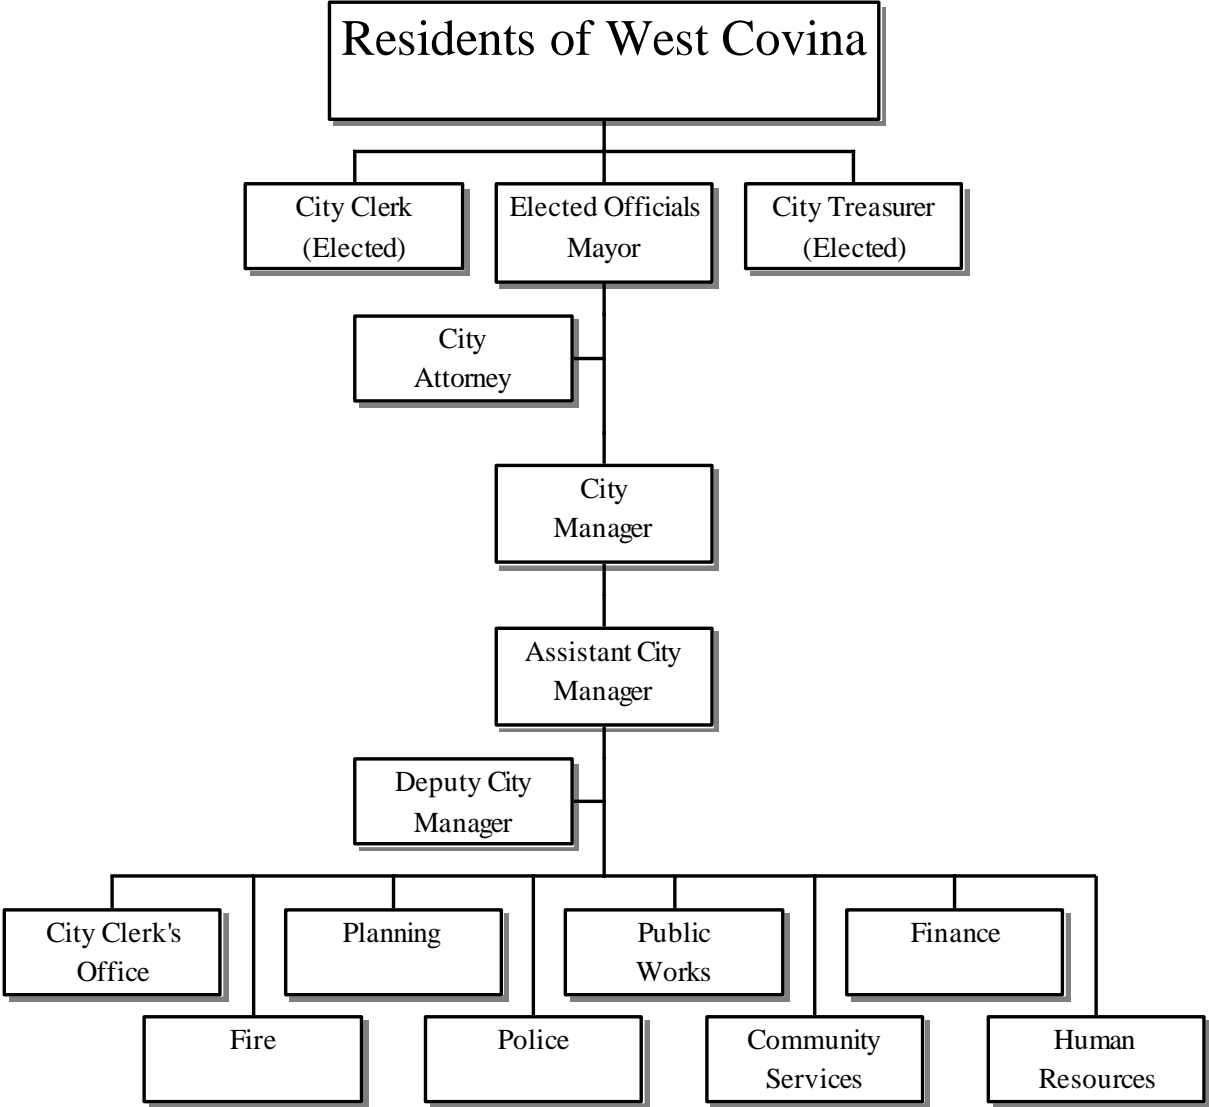 Residents of West Covina
City Clerk
(Elected)
Elected Officials
Mayor
City Treasurer
(Elected)
City
Attorney
City
Manager
Assistant City
Manager
Deputy City
Manager
City Clerk's
Office
Planning
Public
Works
Finance
Fire
Police
Community
Services
Human
Resources